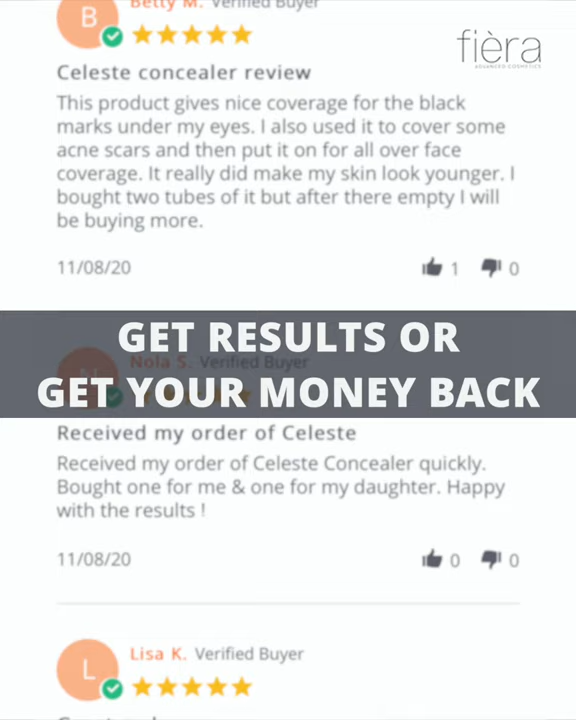 Betty M. Verified Buyer
B
fièra
ADVANCED COSMETICS
Celeste concealer review
This product gives nice coverage for the black
marks under my eyes. I also used it to cover some
acne scars and then put it on for all over face
coverage. It really did make my skin look younger. I
bought two tubes of it but after there empty I will
be buying more.
11/08/20
1
0
GET RESULTS OR
Nola S. Verified Buyer
GET YOUR MONEY BACK
Received my order of Celeste
Received my order of Celeste Concealer quickly.
Bought one for me & one for my daughter. Happy
with the results !
11/08/20
0
0
Lisa K. Verified Buyer
L